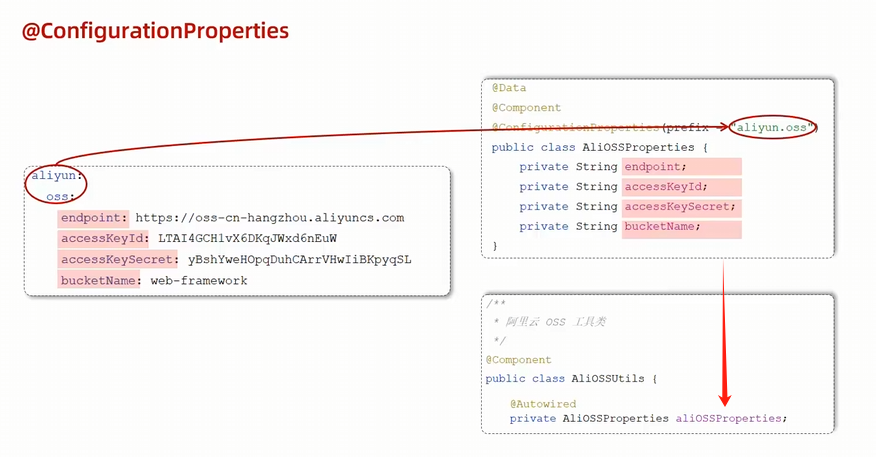 @ConfigurationProperties
aliyun:
oss:
endpoint: https://oss-cn-hangzhou.aliyuncs.com
accessKeyId: LTAI4GCH1vX6DKqJWxd6nEuW
accessKeySecret: yBshYweHOpqDuhCArrVHwIiBKpyqSL
bucketName: web-framework
@Data
@Component
@ConfigurationProperties(prefix = "aliyun.oss")
public class AliOSSProperties {
private String endpoint;
private String accessKeyId;
private String accessKeySecret;
private String bucketName;
}
/**
* 阿里云 OSS 工具类
*/
@Component
public class AliOSSUtils {
@Autowired
private AliOSSProperties aliOSSProperties;